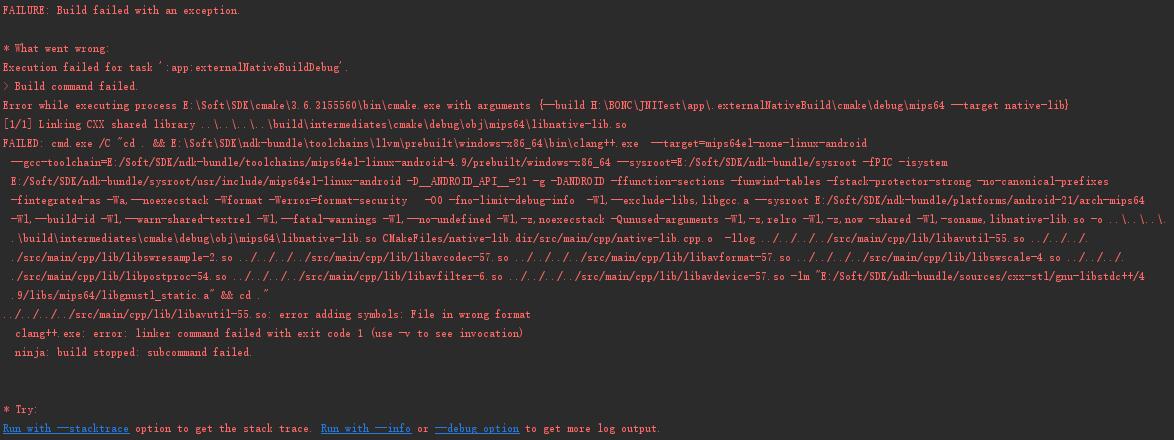 FAILURE: Build failed with an exception.
* What went wrong:
Execution failed for task ':app:externalNativeBuildDebug'.
> Build command failed.
Error while executing process E:\Soft\SDK\cmake\3.6.3155560\bin\cmake.exe with arguments {--build H:\BONC\JNITest\app\.externalNativeBuild\cmake\debug\mips64 --target native-lib}
[1/1] Linking CXX shared library ..\..\..\..\build\intermediates\cmake\debug\obj\mips64\libnative-lib.so
FAILED: cmd.exe /C "cd . && E:\Soft\SDK\ndk-bundle\toolchains\llvm\prebuilt\windows-x86_64\bin\clang++.exe  --target=mips64el-none-linux-android
--gcc-toolchain=E:/Soft/SDK/ndk-bundle/toolchains/mips64el-linux-android-4.9/prebuilt/windows-x86_64 --sysroot=E:/Soft/SDK/ndk-bundle/sysroot -fPIC -isystem
E:/Soft/SDK/ndk-bundle/sysroot/usr/include/mips64el-linux-android -D__ANDROID_API__=21 -g -DANDROID -ffunction-sections -funwind-tables -fstack-protector-strong -no-canonical-prefixes
-fintegrated-as -Wa,--noexecstack -Wformat -Werror=format-security   -O0 -fno-limit-debug-info  -Wl,--exclude-libs,libgcc.a --sysroot E:/Soft/SDK/ndk-bundle/platforms/android-21/arch-mips64
-Wl,--build-id -Wl,--warn-shared-textrel -Wl,--fatal-warnings -Wl,--no-undefined -Wl,-z,noexecstack -Qunused-arguments -Wl,-z,relro -Wl,-z,now -shared -Wl,-soname,libnative-lib.so -o ..\..\..\.
.\build\intermediates\cmake\debug\obj\mips64\libnative-lib.so CMakeFiles/native-lib.dir/src/main/cpp/native-lib.cpp.o  -llog ../../../../src/main/cpp/lib/libavutil-55.so ../../../.
./src/main/cpp/lib/libswresample-2.so ../../../../src/main/cpp/lib/libavcodec-57.so ../../../../src/main/cpp/lib/libavformat-57.so ../../../../src/main/cpp/lib/libswscale-4.so ../../../.
./src/main/cpp/lib/libpostproc-54.so ../../../../src/main/cpp/lib/libavfilter-6.so ../../../../src/main/cpp/lib/libavdevice-57.so -lm "E:/Soft/SDK/ndk-bundle/sources/cxx-stl/gnu-libstdc++/4
.9/libs/mips64/libgnustl_static.a" && cd ."
../../../../src/main/cpp/lib/libavutil-55.so: error adding symbols: File in wrong format
clang++.exe: error: linker command failed with exit code 1 (use -v to see invocation)
ninja: build stopped: subcommand failed.
* Try:
Run with --stacktrace option to get the stack trace. Run with --info or --debug option to get more log output.